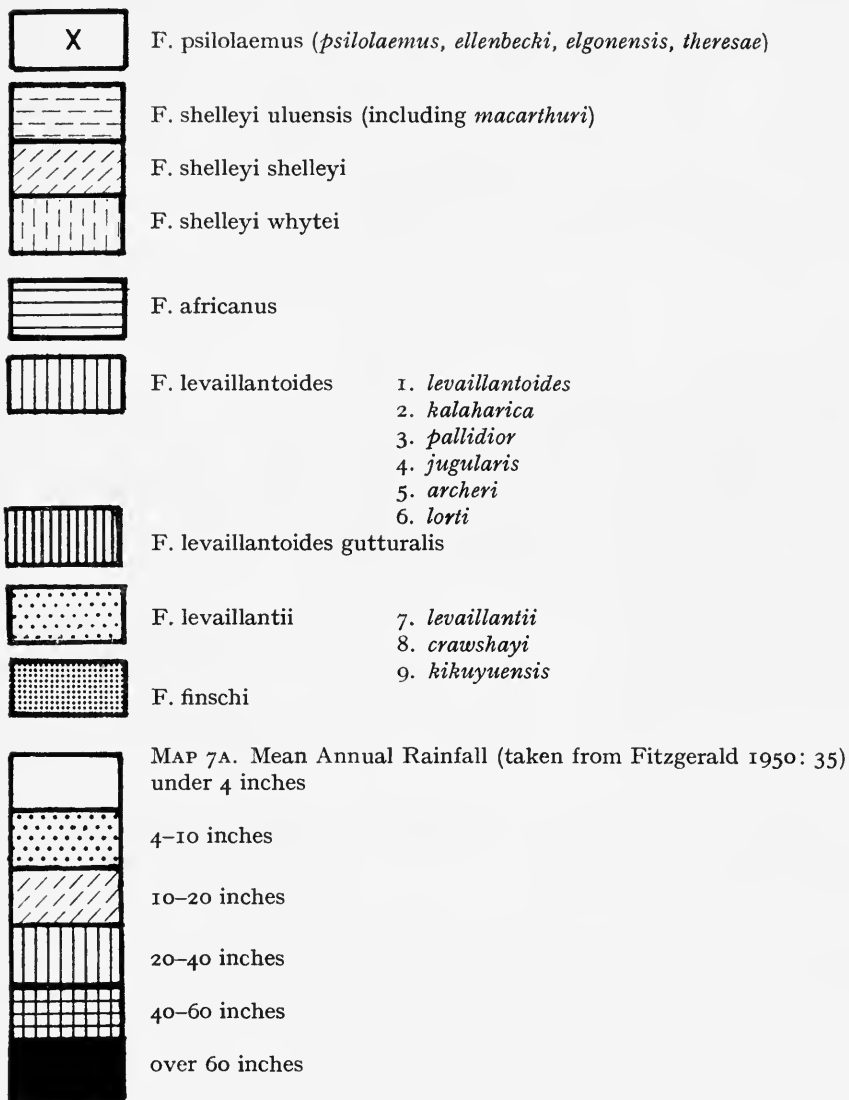 X F. psilolaemus (psilolaemus, ellenbecki, elgonensis, theresae)
F. shelleyi uluensis (including macarthuri)
F. shelleyi shelleyi
F. shelleyi whytei
F. africanus
F. levaillantoides 1. levaillantoides
2. kalaharica
3. pallidior
4. jugularis
5. archeri
6. lorti
F. levaillantoides gutturalis
F. levaillantii 7. levaillantii
8. crawshayi
9. kikuyuensis
F. finschi
MAP 7A. Mean Annual Rainfall (taken from Fitzgerald 1950: 35)
under 4 inches
4–10 inches
10–20 inches
20–40 inches
40–60 inches
over 60 inches